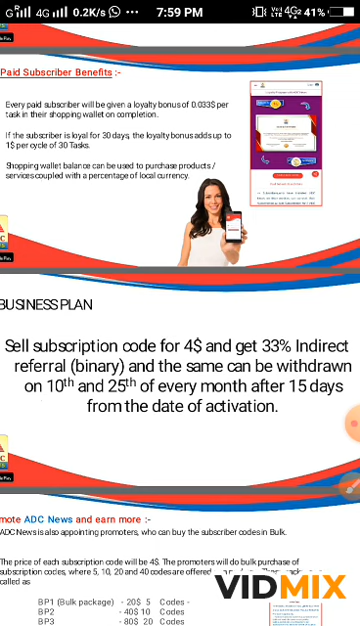 G 4G 0.2K/s ... 7:59 PM VoD LTE 4G2 41%
Paid Subscriber Benefits :-
Every paid subscriber will be given a loyalty bonus of 0.033$ per
task in their shopping wallet on completion.
If the subscriber is loyal for 30 days, the loyalty bonus adds up to
1$ per cycle of 30 Tasks.
Shopping wallet balance can be used to purchase products /
services coupled with a percentage of local currency.
BUSINESS PLAN
Sell subscription code for 4$ and get 33% Indirect
referral (binary) and the same can be withdrawn
on 10th and 25th of every month after 15 days
from the date of activation.
mote ADC News and earn more :-
ADC News is also appointing promoters, who can buy the subscriber codes in Bulk.
The price of each subscription code will be 4$. The promoters will do bulk purchase of
subscription codes, where 5, 10, 20 and 40 codes are offered
called as
BP1 (Bulk package) - 20$ 5 Codes -
BP2 - 40$ 10 Codes
BP3 - 80$ 20 Codes
VIDMIX